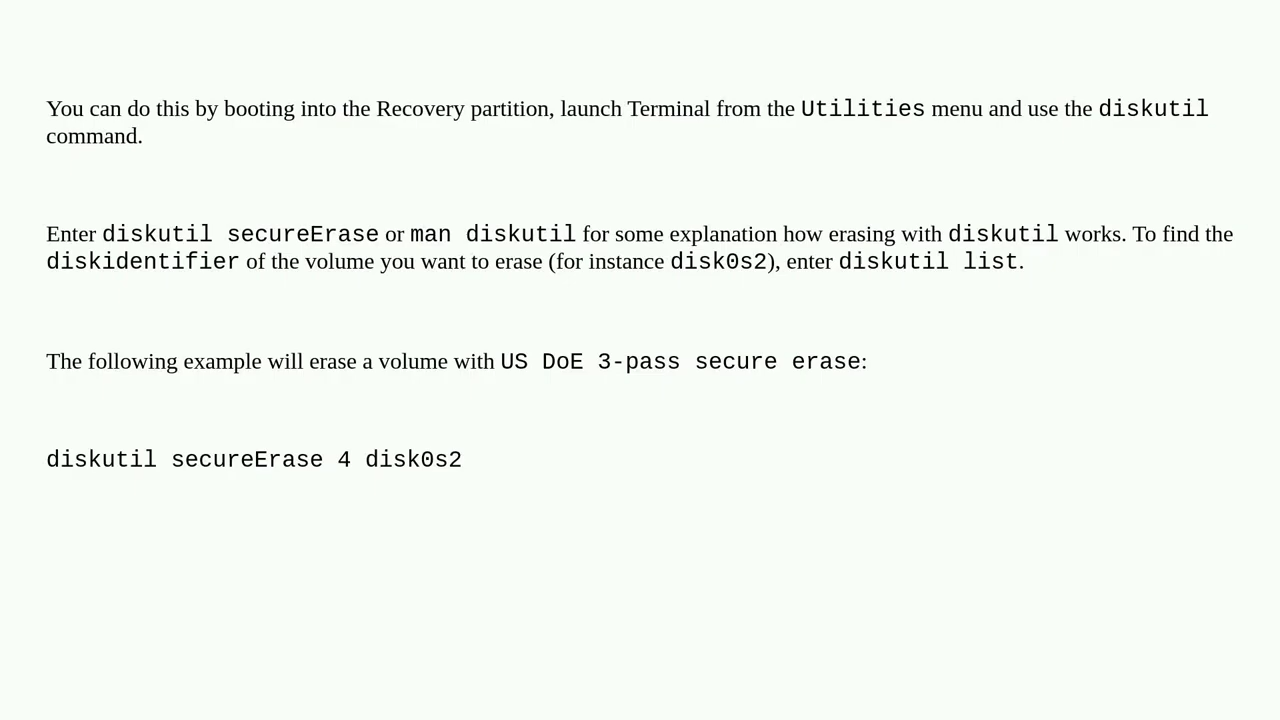 You can do this by booting into the Recovery partition, launch Terminal from the Utilities menu and use the diskutil
command.
Enter diskutil secureErase or man diskutil for some explanation how erasing with diskutil works. To find the
diskidentifier of the volume you want to erase (for instance disk0s2), enter diskutil list.
The following example will erase a volume with US DoE 3-pass secure erase:
diskutil secureErase 4 disk0s2